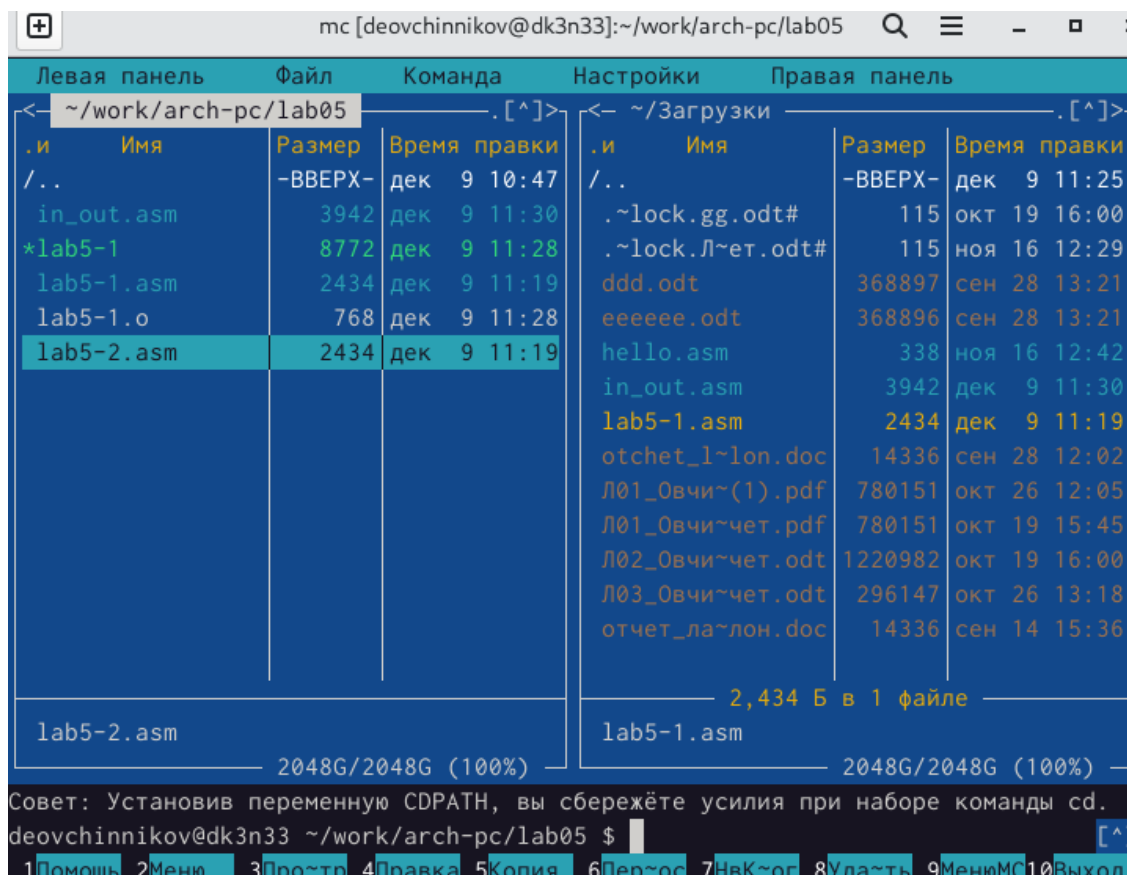 mc [deovchinnikov@dk3n33]:~/work/arch-pc/lab05
Левая панель Файл Команда Настройки Правая панель
<— ~/work/arch-pc/lab05 .[^]> <— ~/Загрузки .[^]>
.и Имя Размер Время правки .и Имя Размер Время правки
/.. -ВВЕРХ- дек 9 10:47 /.. -ВВЕРХ- дек 9 11:25
in_out.asm 3942 дек 9 11:30 .~lock.gg.odt# 115 окт 19 16:00
*lab5-1 8772 дек 9 11:28 .~lock.Л~ет.odt# 115 ноя 16 12:29
lab5-1.asm 2434 дек 9 11:19 ddd.odt 368897 сен 28 13:21
lab5-1.o 768 дек 9 11:28 eeeeee.odt 368896 сен 28 13:21
lab5-2.asm 2434 дек 9 11:19 hello.asm 338 ноя 16 12:42
in_out.asm 3942 дек 9 11:30
lab5-1.asm 2434 дек 9 11:19
otchet_l~lon.doc 14336 сен 28 12:02
Л01_Овчи~(1).pdf 780151 окт 26 12:05
Л01_Овчи~чет.pdf 780151 окт 19 15:45
Л02_Овчи~чет.odt 1220982 окт 19 16:00
Л03_Овчи~чет.odt 296147 окт 26 13:18
отчет_ла~лон.doc 14336 сен 14 15:36
2,434 Б в 1 файле
lab5-2.asm lab5-1.asm
2048G/2048G (100%) 2048G/2048G (100%)
Совет: Установив переменную CDPATH, вы сбережёте усилия при наборе команды cd.
deovchinnikov@dk3n33 ~/work/arch-pc/lab05 $ [^
1Помощь 2Меню 3Про~тр 4Правка 5Копия 6Пер~ос 7НвК~ог 8Уда~ть 9МенюМС 10Выход